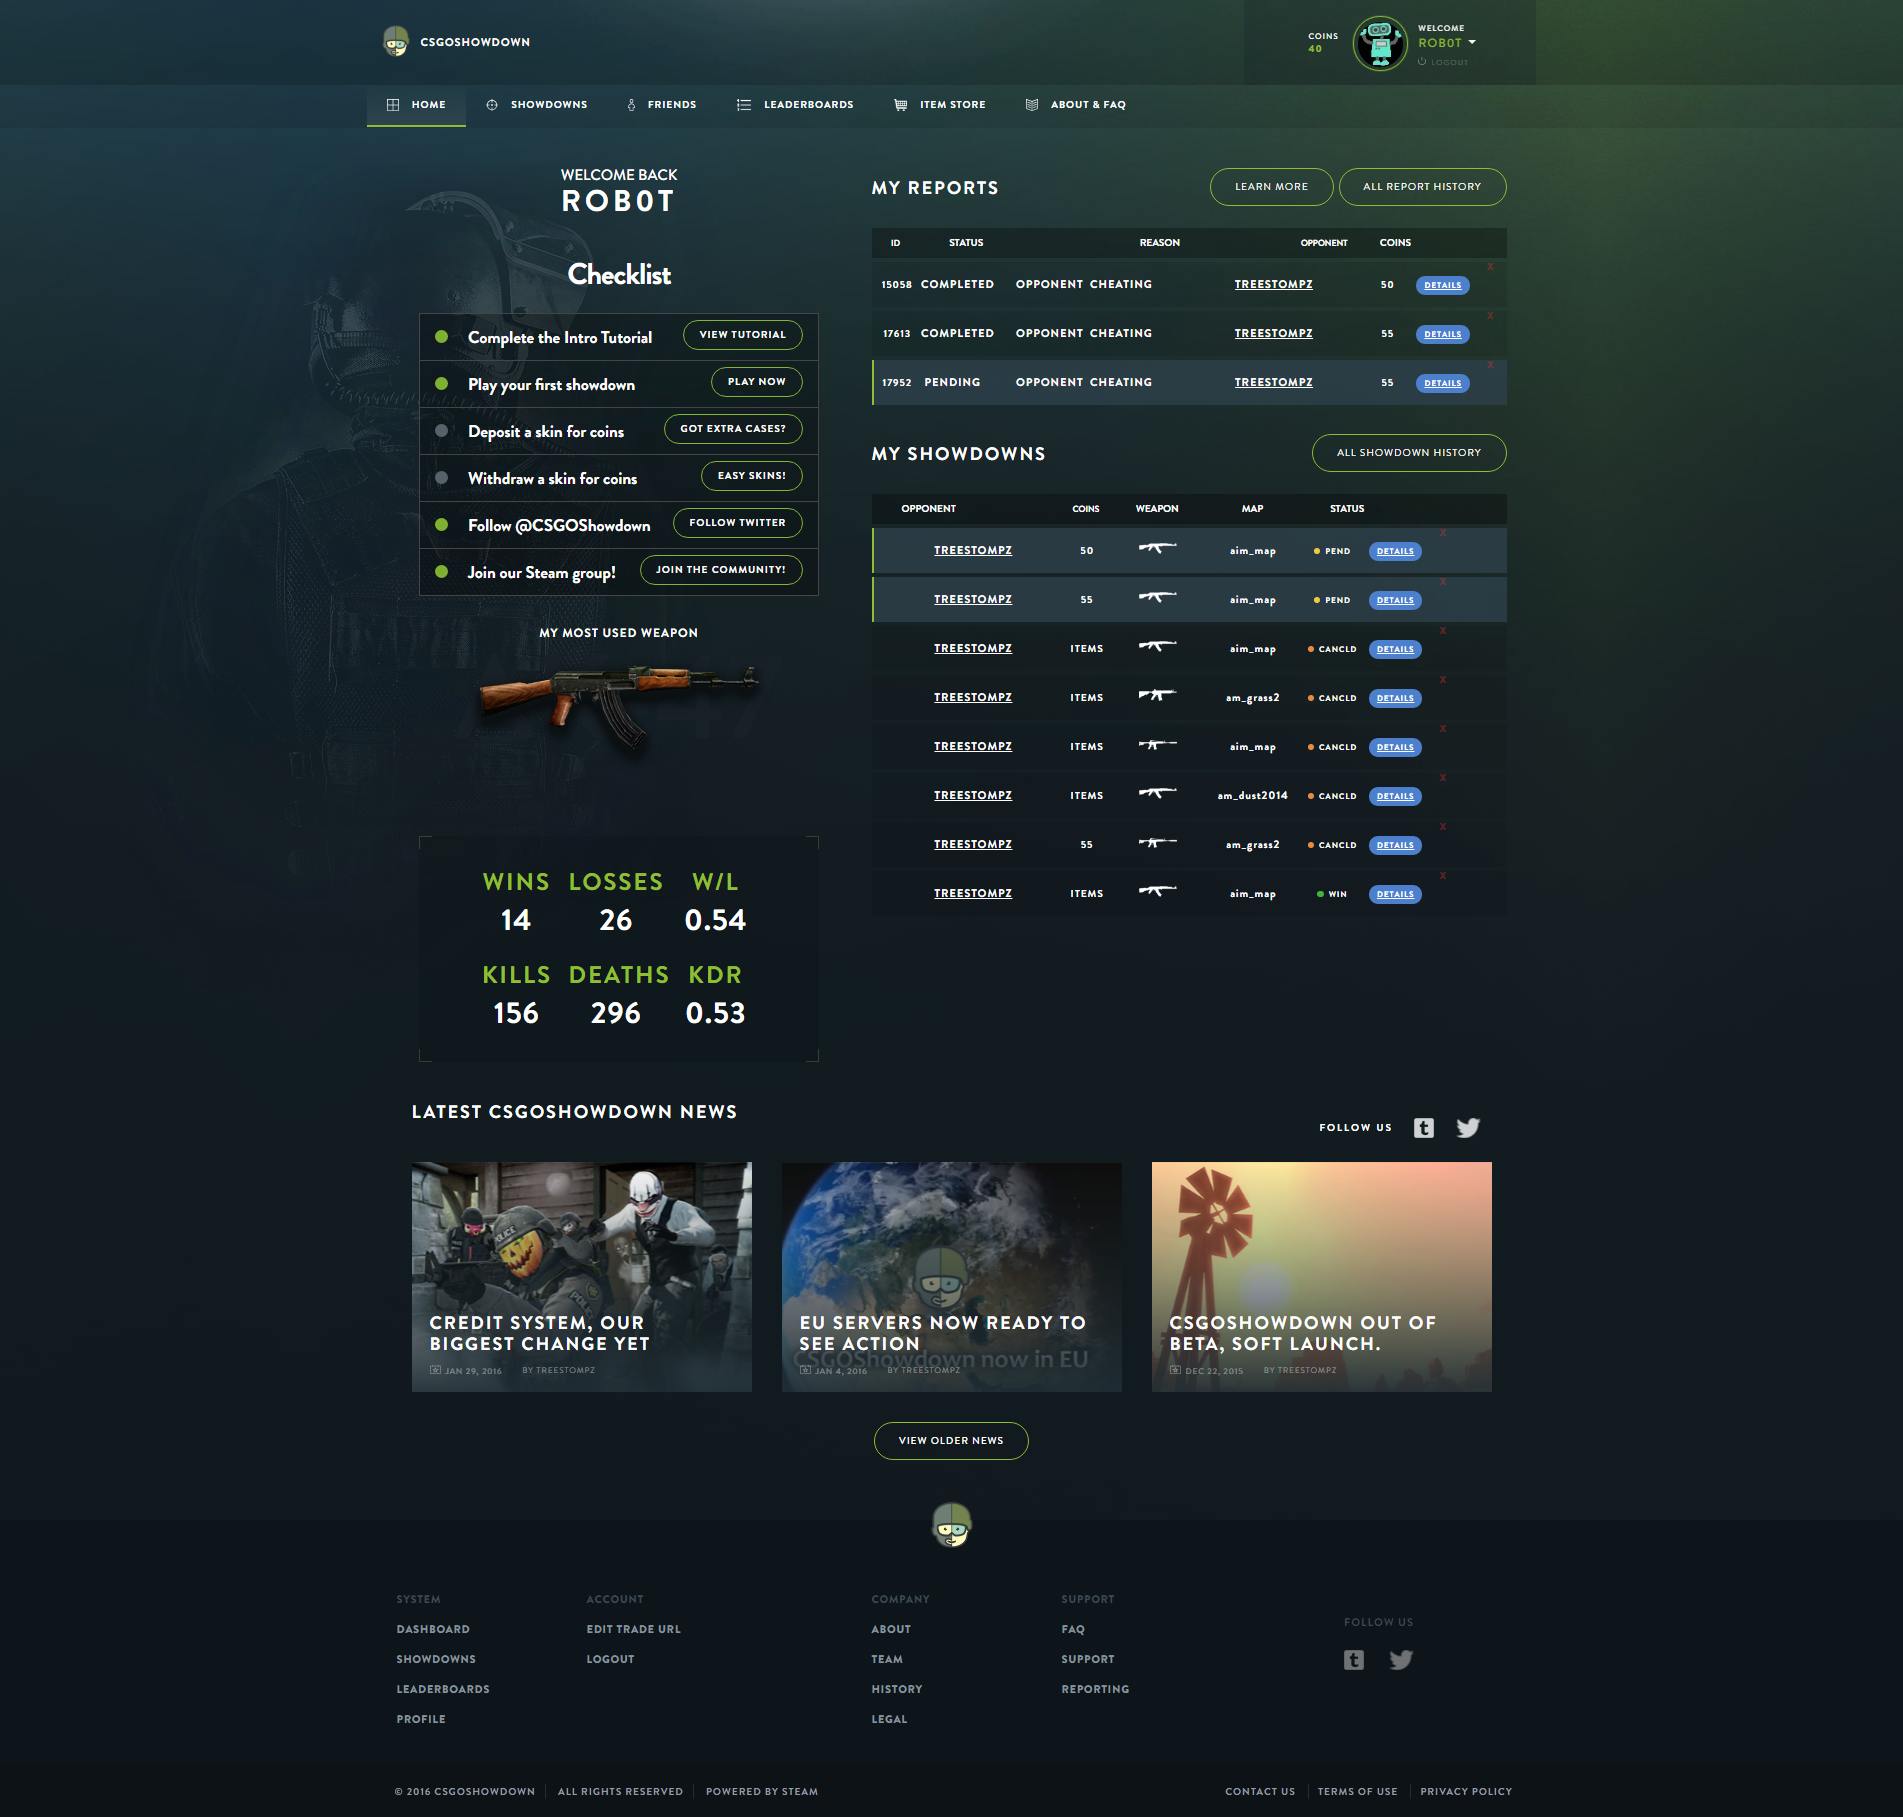 CSGOSHOWDOWN
COINS
40
WELCOME
ROB0T
LOGOUT
HOME
SHOWDOWNS
FRIENDS
LEADERBOARDS
ITEM STORE
ABOUT & FAQ
WELCOME BACK
ROB0T
Checklist
Complete the Intro Tutorial VIEW TUTORIAL
Play your first showdown PLAY NOW
Deposit a skin for coins GOT EXTRA CASES?
Withdraw a skin for coins EASY SKINS!
Follow @CSGOShowdown FOLLOW TWITTER
Join our Steam group! JOIN THE COMMUNITY!
MY MOST USED WEAPON
WINS LOSSES W/L
14 26 0.54
KILLS DEATHS KDR
156 296 0.53
MY REPORTS LEARN MORE ALL REPORT HISTORY
ID STATUS REASON OPPONENT COINS
X
15058 COMPLETED OPPONENT CHEATING TREESTOMPZ 50 DETAILS
X
17613 COMPLETED OPPONENT CHEATING TREESTOMPZ 55 DETAILS
X
17952 PENDING OPPONENT CHEATING TREESTOMPZ 55 DETAILS
MY SHOWDOWNS ALL SHOWDOWN HISTORY
OPPONENT COINS WEAPON MAP STATUS
X
TREESTOMPZ 50 aim_map PEND DETAILS
X
TREESTOMPZ 55 aim_map PEND DETAILS
X
TREESTOMPZ ITEMS aim_map CANCLD DETAILS
X
TREESTOMPZ ITEMS am_grass2 CANCLD DETAILS
X
TREESTOMPZ ITEMS aim_map CANCLD DETAILS
X
TREESTOMPZ ITEMS am_dust2014 CANCLD DETAILS
X
TREESTOMPZ 55 am_grass2 CANCLD DETAILS
X
TREESTOMPZ ITEMS aim_map WIN DETAILS
LATEST CSGOSHOWDOWN NEWS
FOLLOW US
POLICE
POLICE
CREDIT SYSTEM, OUR
BIGGEST CHANGE YET
JAN 29, 2016 BY TREESTOMPZ
EU SERVERS NOW READY TO
SEE ACTION
CSGOShowdown now in EU
JAN 4, 2016 BY TREESTOMPZ
CSGOSHOWDOWN OUT OF
BETA, SOFT LAUNCH.
DEC 22, 2015 BY TREESTOMPZ
VIEW OLDER NEWS
SYSTEM
DASHBOARD
SHOWDOWNS
LEADERBOARDS
PROFILE
ACCOUNT
EDIT TRADE URL
LOGOUT
COMPANY
ABOUT
TEAM
HISTORY
LEGAL
SUPPORT
FAQ
SUPPORT
REPORTING
FOLLOW US
© 2016 CSGOSHOWDOWN ALL RIGHTS RESERVED POWERED BY STEAM
CONTACT US TERMS OF USE PRIVACY POLICY